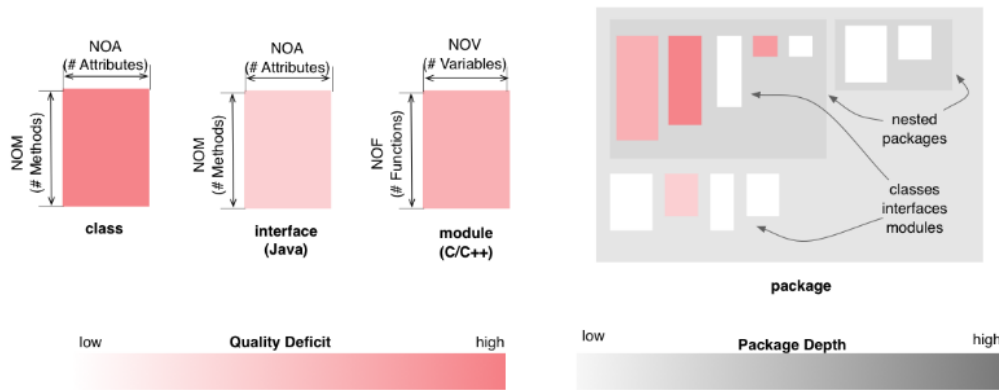 NOA
(# Attributes)
NOM
(# Methods)
class
NOA
(# Attributes)
NOM
(# Methods)
interface
(Java)
NOV
(# Variables)
NOF
(# Functions)
module
(C/C++)
nested
packages
classes
interfaces
modules
package
low
Quality Deficit
high
low
Package Depth
high